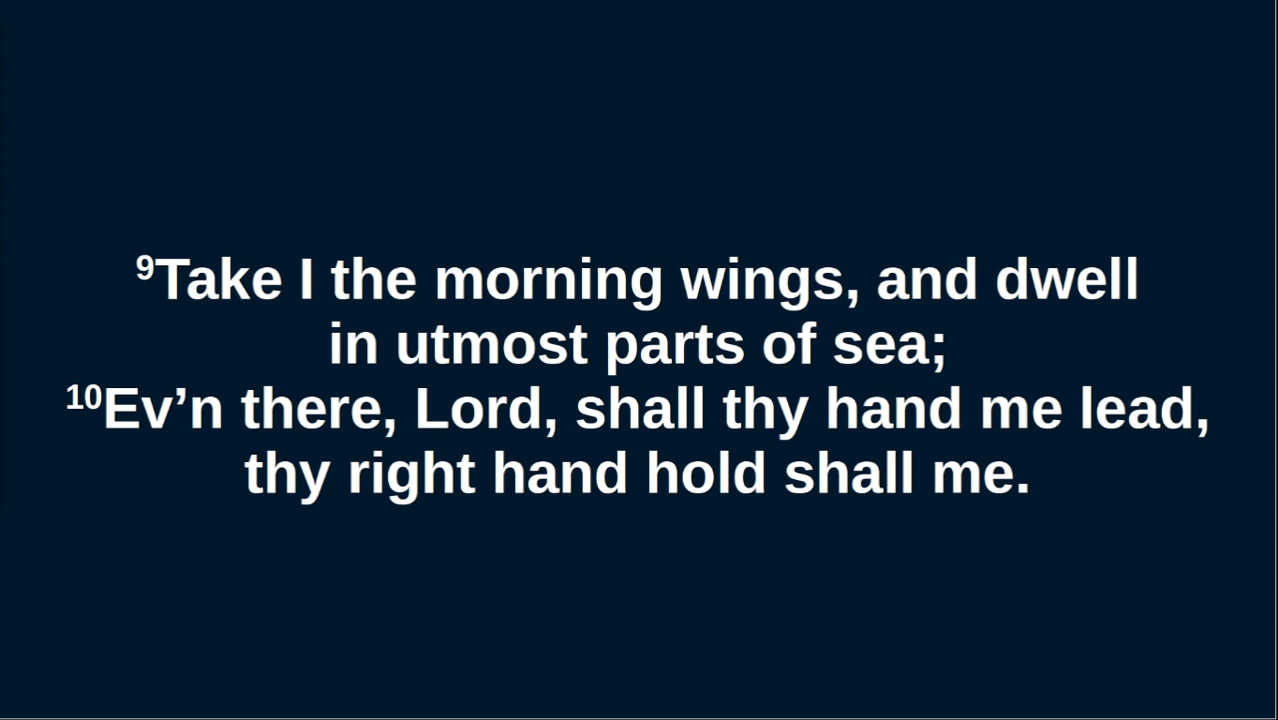 ⁹Take I the morning wings, and dwell
in utmost parts of sea;
¹⁰Ev’n there, Lord, shall thy hand me lead,
thy right hand hold shall me.